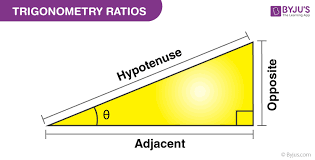 TRIGONOMETRY RATIOS
BYJU'S
The Learning App
Hypotenuse
Opposite
θ
Adjacent
© Byjus.com